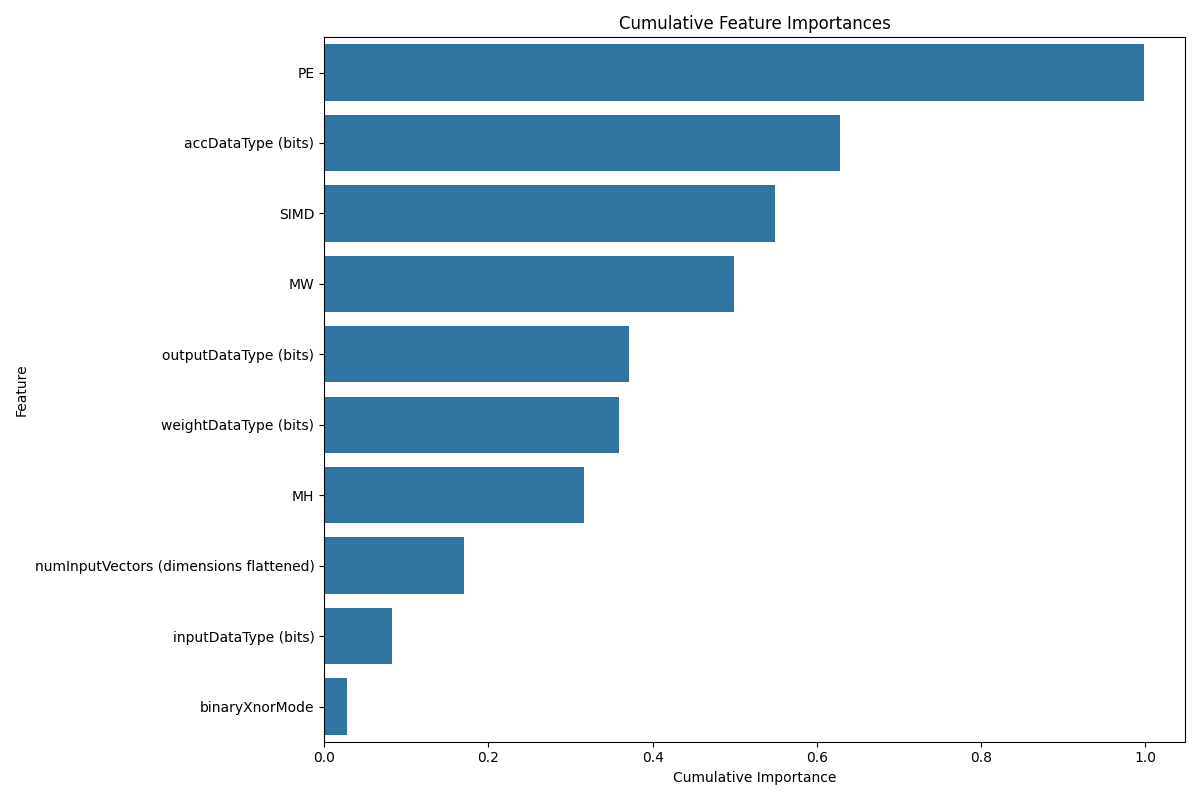 Cumulative Feature Importances
Feature
PE
accDataType (bits)
SIMD
MW
outputDataType (bits)
weightDataType (bits)
MH
numInputVectors (dimensions flattened)
inputDataType (bits)
binaryXnorMode
0.0 0.2 0.4 0.6 0.8 1.0
Cumulative Importance